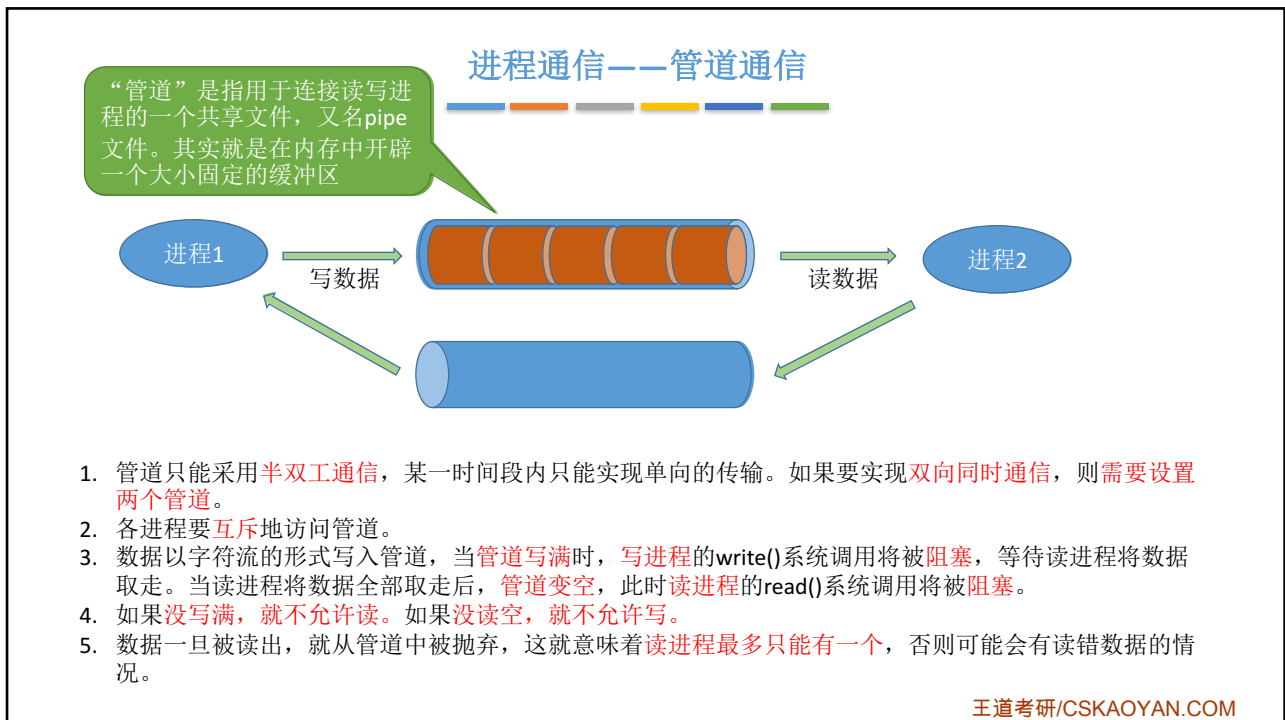 进程通信——管道通信
“管道”是指用于连接读写进
程的一个共享文件，又名pipe
文件。其实就是在内存中开辟
一个大小固定的缓冲区
进程1
写数据
读数据
进程2
1. 管道只能采用半双工通信，某一时间段内只能实现单向的传输。如果要实现双向同时通信，则需要设置
两个管道。
2. 各进程要互斥地访问管道。
3. 数据以字符流的形式写入管道，当管道写满时，写进程的write()系统调用将被阻塞，等待读进程将数据
取走。当读进程将数据全部取走后，管道变空，此时读进程的read()系统调用将被阻塞。
4. 如果没写满，就不允许读。如果没读空，就不允许写。
5. 数据一旦被读出，就从管道中被抛弃，这就意味着读进程最多只能有一个，否则可能会有读错数据的情
况。
王道考研/CSKAOYAN.COM